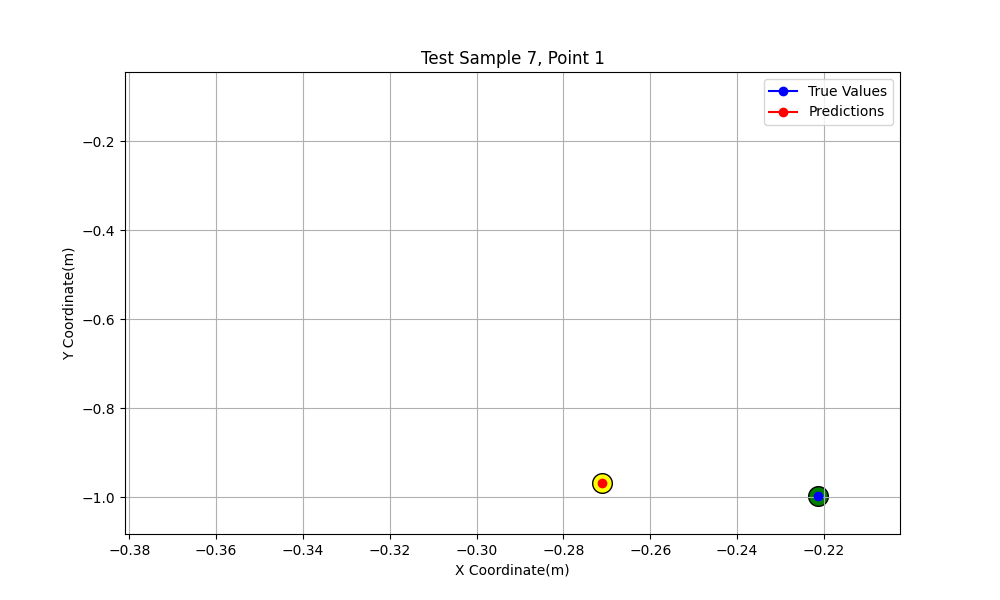 Test Sample 7, Point 1
True Values
Predictions
−0.2
−0.4
−0.6
−0.8
−1.0
Y Coordinate(m)
−0.38 −0.36 −0.34 −0.32 −0.30 −0.28 −0.26 −0.24 −0.22
X Coordinate(m)